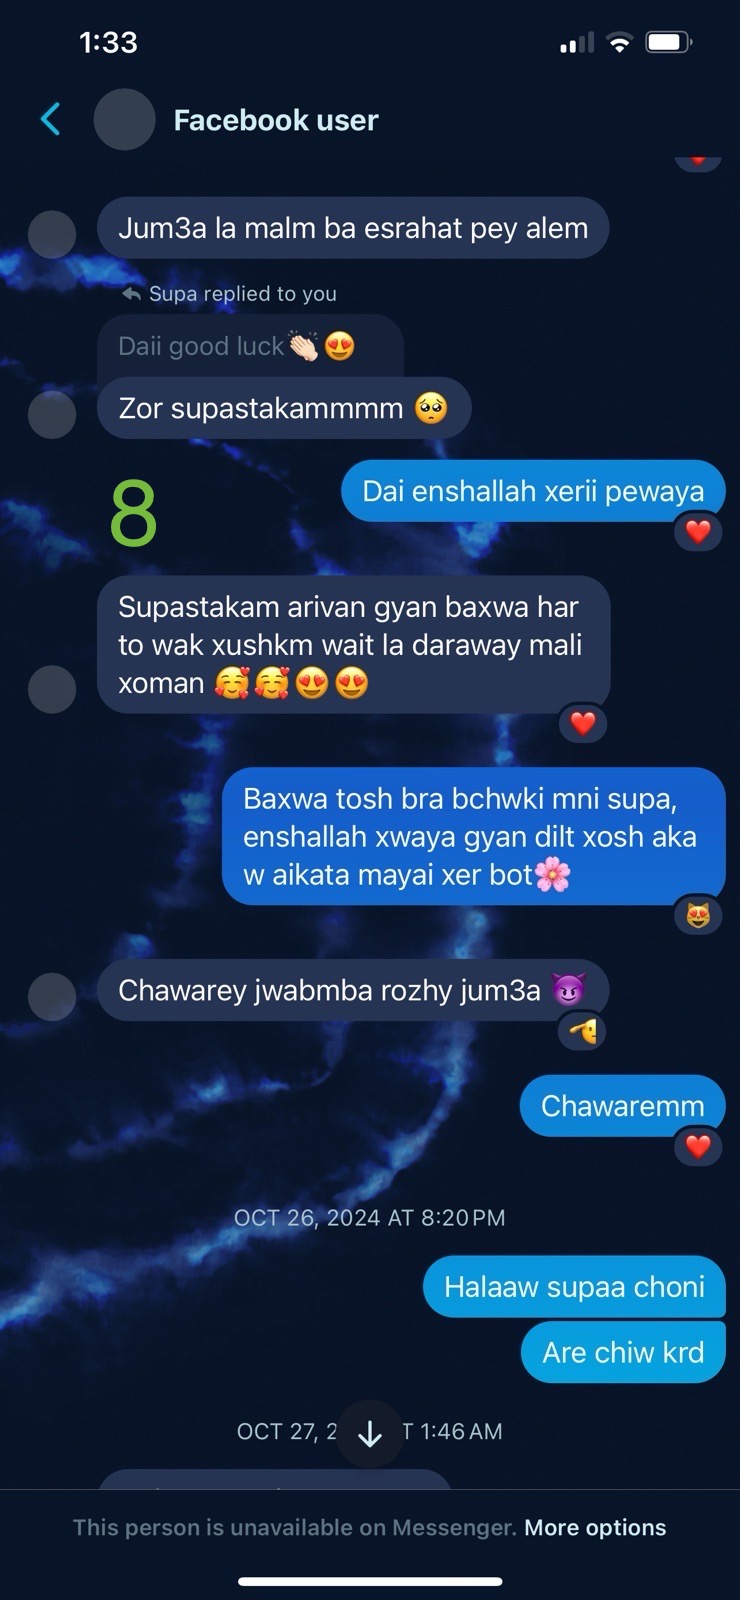 1:33
Facebook user
Jum3a la malm ba esrahat pey alem
Supa replied to you
Daii good luck👏🏻😍
Zor supastakammmm 🥺
Dai enshallah xerii pewaya
8
Supastakam arivan gyan baxwa har
to wak xushkm wait la daraway mali
xoman 🥰🥰😍😍
Baxwa tosh bra bchwki mni supa,
enshallah xwaya gyan dilt xosh aka
w aikata mayai xer bot🌸
Chawarey jwabmba rozhy jum3a 😈
Chawaremm
OCT 26, 2024 AT 8:20 PM
Halaaw supaa choni
Are chiw krd
OCT 27, 2 T 1:46 AM
This person is unavailable on Messenger. More options